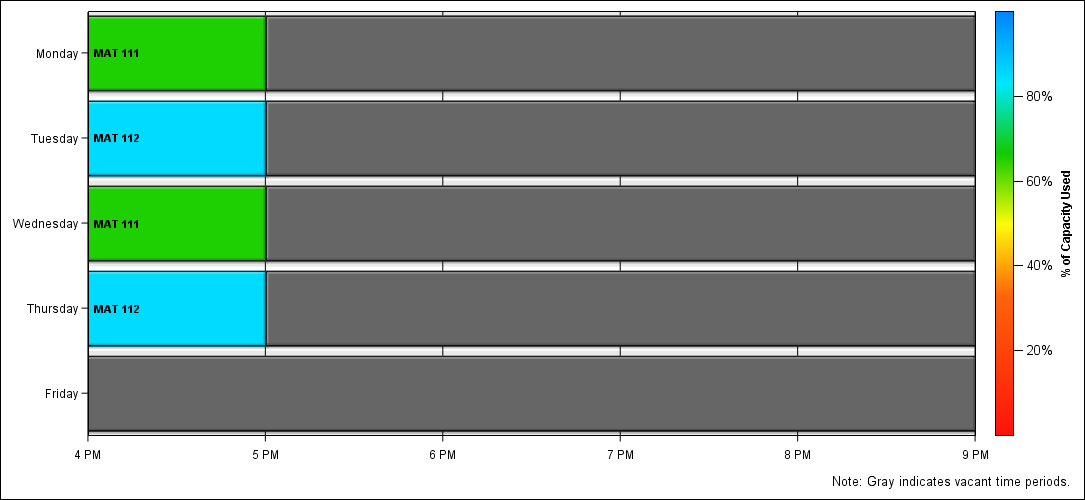 Monday
MAT 111
Tuesday
MAT 112
Wednesday
MAT 111
Thursday
MAT 112
Friday
4 PM 5 PM 6 PM 7 PM 8 PM 9 PM
80%
60%
40%
20%
% of Capacity Used
Note: Gray indicates vacant time periods.